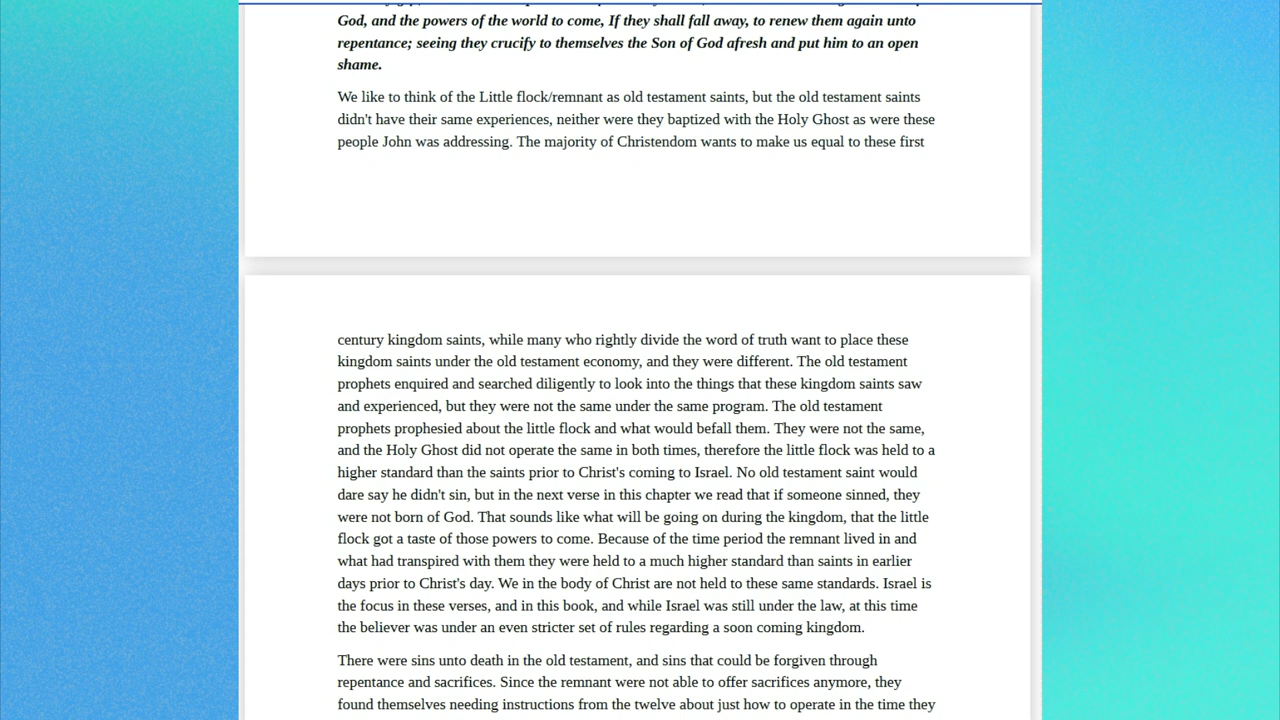 God, and the powers of the world to come, If they shall fall away, to renew them again unto
repentance; seeing they crucify to themselves the Son of God afresh and put him to an open
shame.
We like to think of the Little flock/remnant as old testament saints, but the old testament saints
didn't have their same experiences, neither were they baptized with the Holy Ghost as were these
people John was addressing. The majority of Christendom wants to make us equal to these first
century kingdom saints, while many who rightly divide the word of truth want to place these
kingdom saints under the old testament economy, and they were different. The old testament
prophets enquired and searched diligently to look into the things that these kingdom saints saw
and experienced, but they were not the same under the same program. The old testament
prophets prophesied about the little flock and what would befall them. They were not the same,
and the Holy Ghost did not operate the same in both times, therefore the little flock was held to a
higher standard than the saints prior to Christ's coming to Israel. No old testament saint would
dare say he didn't sin, but in the next verse in this chapter we read that if someone sinned, they
were not born of God. That sounds like what will be going on during the kingdom, that the little
flock got a taste of those powers to come. Because of the time period the remnant lived in and
what had transpired with them they were held to a much higher standard than saints in earlier
days prior to Christ's day. We in the body of Christ are not held to these same standards. Israel is
the focus in these verses, and in this book, and while Israel was still under the law, at this time
the believer was under an even stricter set of rules regarding a soon coming kingdom.
There were sins unto death in the old testament, and sins that could be forgiven through
repentance and sacrifices. Since the remnant were not able to offer sacrifices anymore, they
found themselves needing instructions from the twelve about just how to operate in the time they